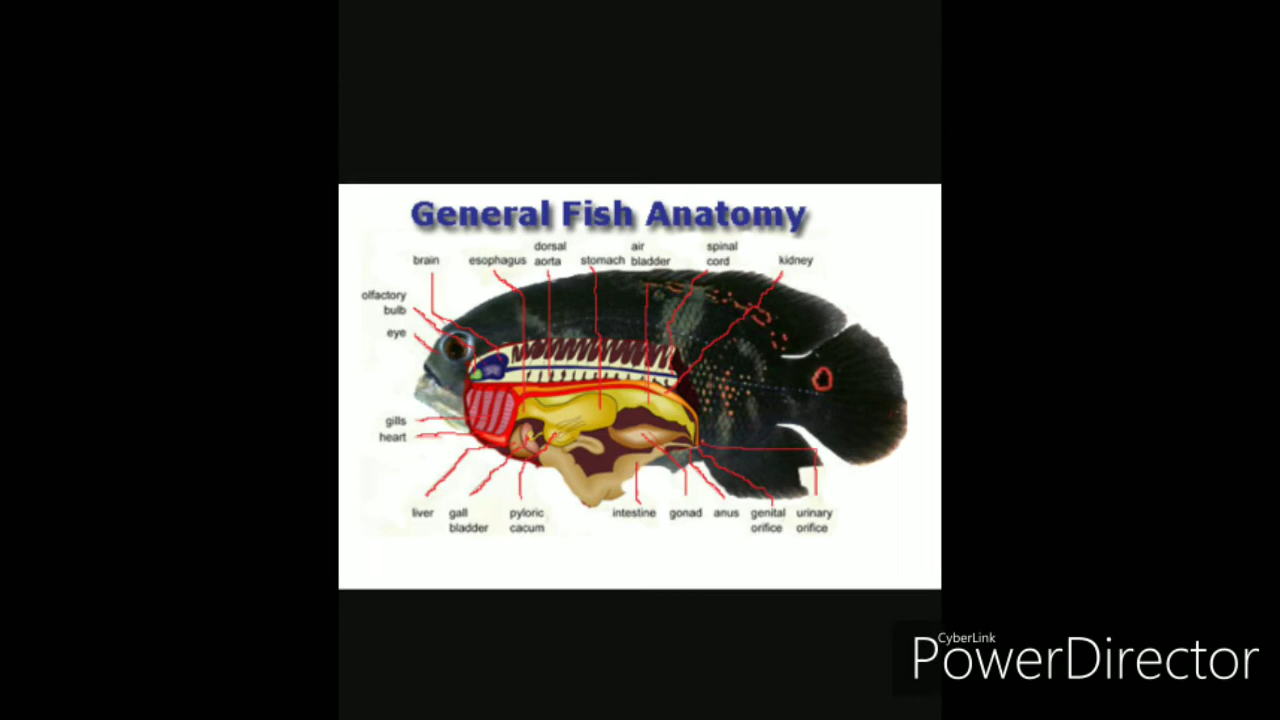 General Fish Anatomy
brain
esophagus
dorsal
aorta
stomach
air
bladder
spinal
cord
kidney
olfactory
bulb
eye
gills
heart
liver
gall
bladder
pyloric
cacum
intestine
gonad
anus
genital
orifice
urinary
orifice
CyberLink
PowerDirector